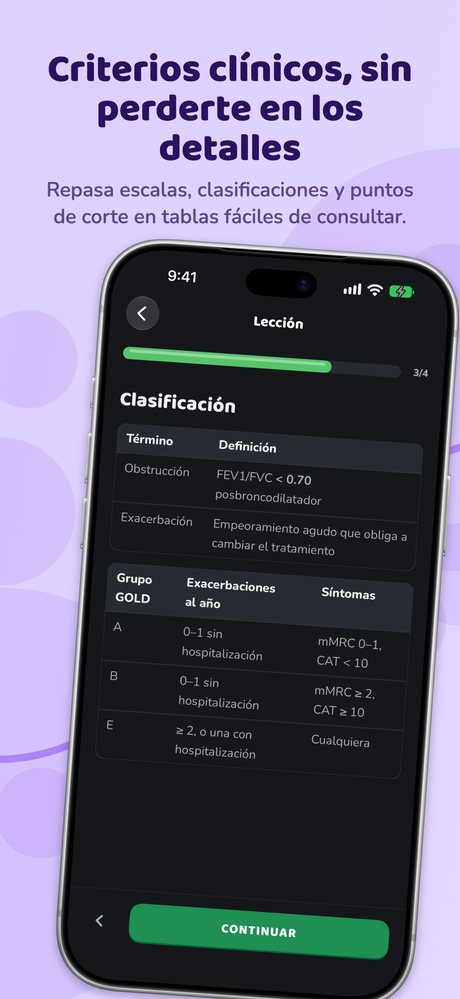 Criterios clínicos, sin
perderte en los
detalles
Repasa escalas, clasificaciones y puntos
de corte en tablas fáciles de consultar.
9:41
Lección
3/4
Clasificación
Término Definición
Obstrucción FEV1/FVC < 0.70
posbroncodilatador
Exacerbación Empeoramiento agudo que obliga a
cambiar el tratamiento
Grupo Exacerbaciones Síntomas
GOLD al año
A 0–1 sin mMRC 0–1,
hospitalización CAT < 10
B 0–1 sin mMRC ≥ 2,
hospitalización CAT ≥ 10
E ≥ 2, o una con Cualquiera
hospitalización
CONTINUAR